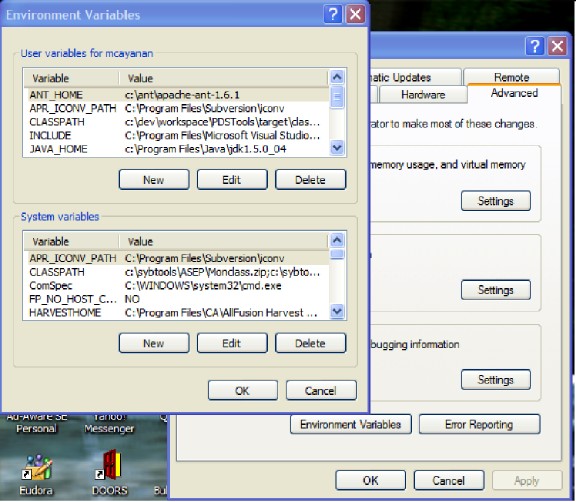 Environment Variables
User variables for mcayanan
Variable Value
ANT_HOME c:\ant\apache-ant-1.6.1
APR_ICONV_PATH C:\Program Files\Subversion\iconv
CLASSPATH c:\dev\workspace\PDSTools\target\clas...
INCLUDE C:\Program Files\Microsoft Visual Studio...
JAVA_HOME c:\Program Files\Java\jdk1.5.0_04
New Edit Delete
System variables
Variable Value
APR_ICONV_PATH C:\Program Files\Subversion\iconv
CLASSPATH c:\sybtools\ASEP\Monclass.zip;c:\sybto...
ComSpec C:\WINDOWS\system32\cmd.exe
FP_NO_HOST_C... NO
HARVESTHOME C:\Program Files\CA\AllFusion Harvest ...
New Edit Delete
OK Cancel
matic Updates Remote
Hardware Advanced
rator to make most of these changes.
memory usage, and virtual memory
Settings
Settings
bugging information
Settings
Environment Variables Error Reporting
OK Cancel Apply
Ad-Aware SE
Personal
Yahoo!
Messenger
Eudora
DOORS